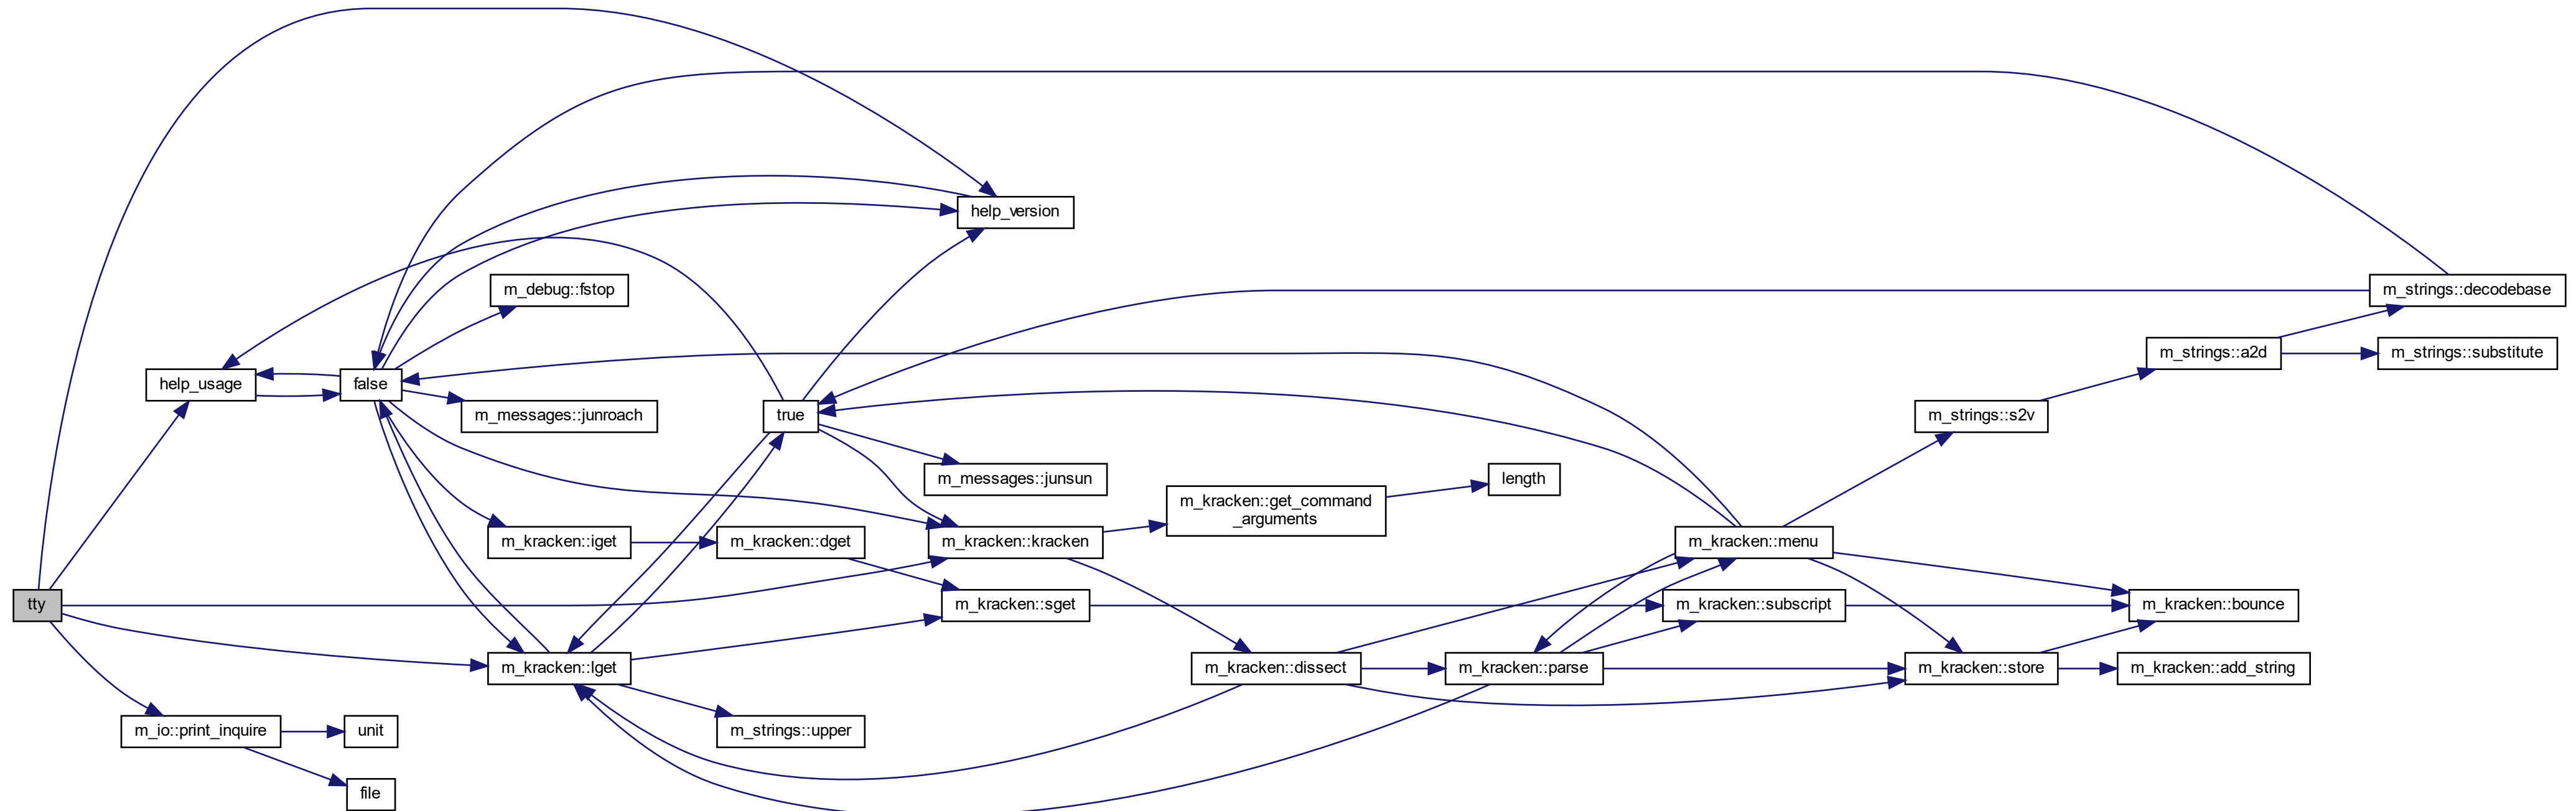 help_version
m_debug::fstop
m_strings::decodebase
m_strings::a2d
m_strings::substitute
help_usage
false
m_messages::junroach
true
m_strings::s2v
m_messages::junsun
length
m_kracken::get_command
_arguments
m_kracken::iget
m_kracken::dget
m_kracken::kracken
m_kracken::menu
tty
m_kracken::sget
m_kracken::subscript
m_kracken::bounce
m_kracken::lget
m_kracken::dissect
m_kracken::parse
m_kracken::store
m_kracken::add_string
m_io::print_inquire
unit
m_strings::upper
file